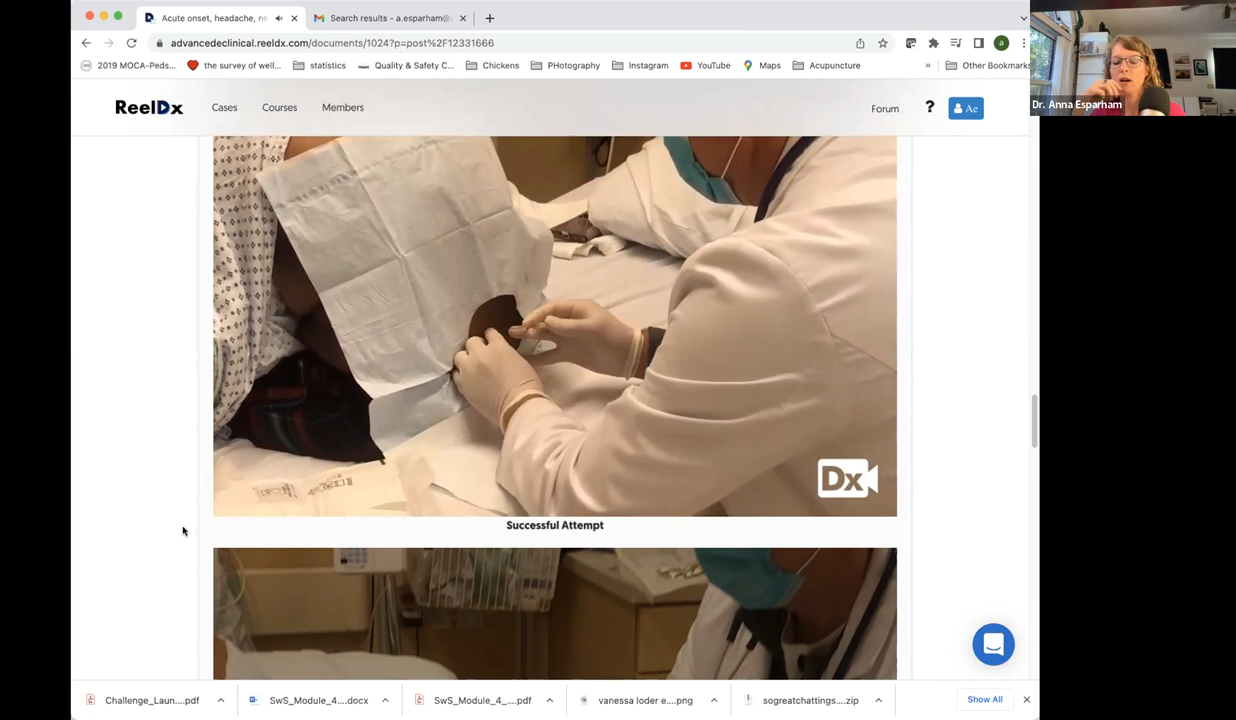 Acute onset, headache, ne
Search results - a.esparham@
advancedeclinical.reeldx.com/documents/1024?p=post%2F12331666
a
2019 MOCA-Peds...
the survey of well...
statistics
Quality & Safety C...
Chickens
PHotography
Instagram
YouTube
Maps
Acupuncture
»
Other Bookmarks
Dr. Anna Esparham
ReelDx
Cases
Courses
Members
Forum
?
Ae
Dx
Successful Attempt
Challenge_Laun....pdf
SwS_Module_4....docx
SwS_Module_4_....pdf
vanessa loder e....png
sogreatchattings....zip
Show All